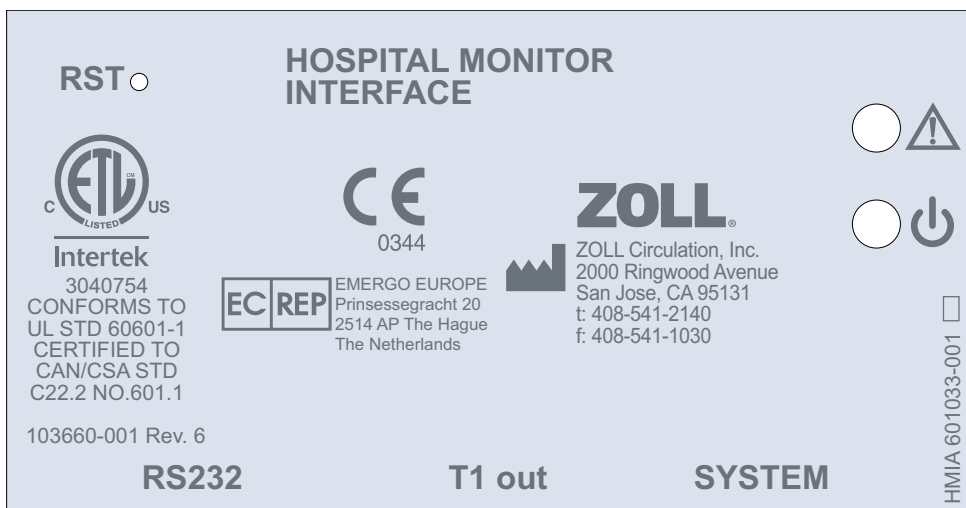 RST
HOSPITAL MONITOR
INTERFACE
ETL
CM
C
US
LISTED
Intertek
3040754
CONFORMS TO
UL STD 60601-1
CERTIFIED TO
CAN/CSA STD
C22.2 NO.601.1
103660-001 Rev. 6
CE
0344
EC REP
EMERGO EUROPE
Prinsessegracht 20
2514 AP The Hague
The Netherlands
ZOLL®
ZOLL Circulation, Inc.
2000 Ringwood Avenue
San Jose, CA 95131
t: 408-541-2140
f: 408-541-1030
HMIA 601033-001
RS232
T1 out
SYSTEM